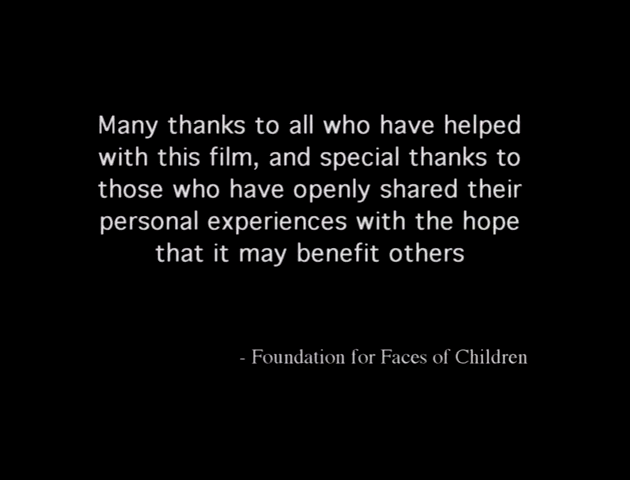 Many thanks to all who have helped
with this film, and special thanks to
those who have openly shared their
personal experiences with the hope
that it may benefit others
- Foundation for Faces of Children